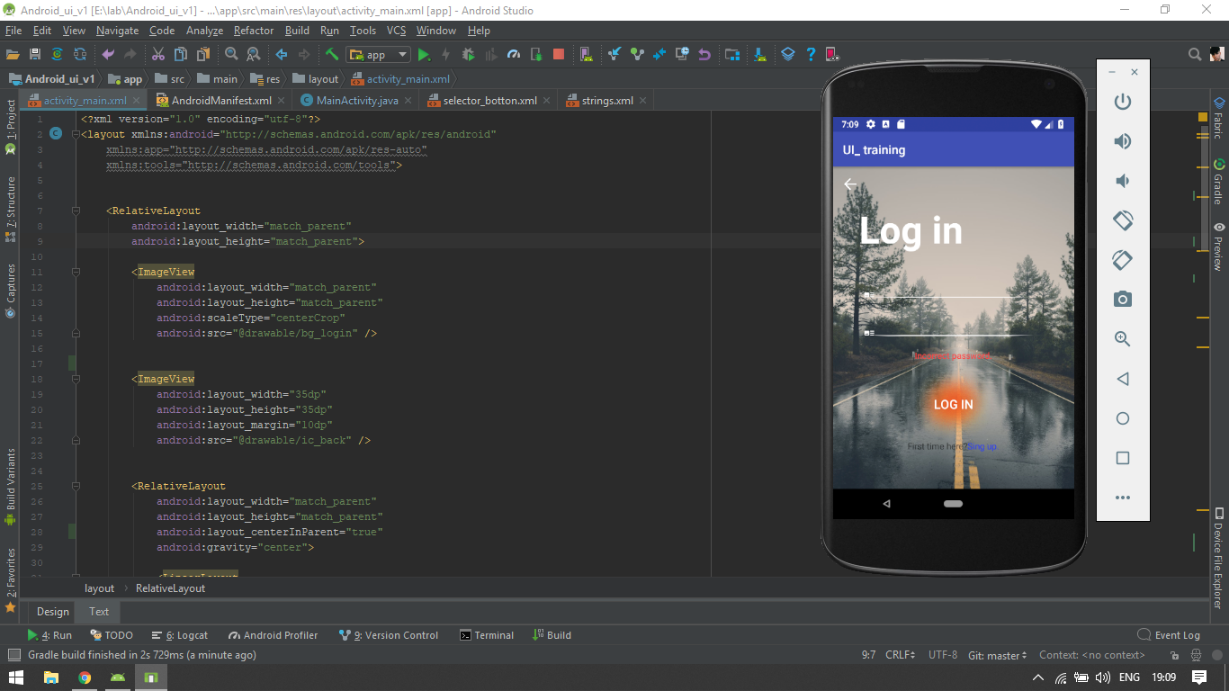 Android_ui_v1 [E:\lab\Android_ui_v1] - ...\app\src\main\res\layout\activity_main.xml [app] - Android Studio
File Edit View Navigate Code Analyze Refactor Build Run Tools VCS Window Help
app
Android_ui_v1 app src main res layout activity_main.xml
activity_main.xml AndroidManifest.xml MainActivity.java selector_botton.xml strings.xml
1 <?xml version="1.0" encoding="utf-8"?>
2 <layout xmlns:android="http://schemas.android.com/apk/res/android"
3 xmlns:app="http://schemas.android.com/apk/res-auto"
4 xmlns:tools="http://schemas.android.com/tools">
5
6
7 <RelativeLayout
8 android:layout_width="match_parent"
9 android:layout_height="match_parent">
10
11 <ImageView
12 android:layout_width="match_parent"
13 android:layout_height="match_parent"
14 android:scaleType="centerCrop"
15 android:src="@drawable/bg_login" />
16
17
18 <ImageView
19 android:layout_width="35dp"
20 android:layout_height="35dp"
21 android:layout_margin="10dp"
22 android:src="@drawable/ic_back" />
23
24
25 <RelativeLayout
26 android:layout_width="match_parent"
27 android:layout_height="match_parent"
28 android:layout_centerInParent="true"
29 android:gravity="center">
30
<LinearLayout
layout RelativeLayout
Design Text
1: Project
7: Structure
Captures
Build Variants
2: Favorites
7:09
UI_ training
Log in
LOG IN
First time here?Sing up
Fabric
Gradle
Preview
Device File Explorer
4: Run TODO 6: Logcat Android Profiler 9: Version Control Terminal Build Event Log
Gradle build finished in 2s 729ms (a minute ago) 9:7 CRLF UTF-8 Git: master Context: <no context>
ENG 19:09